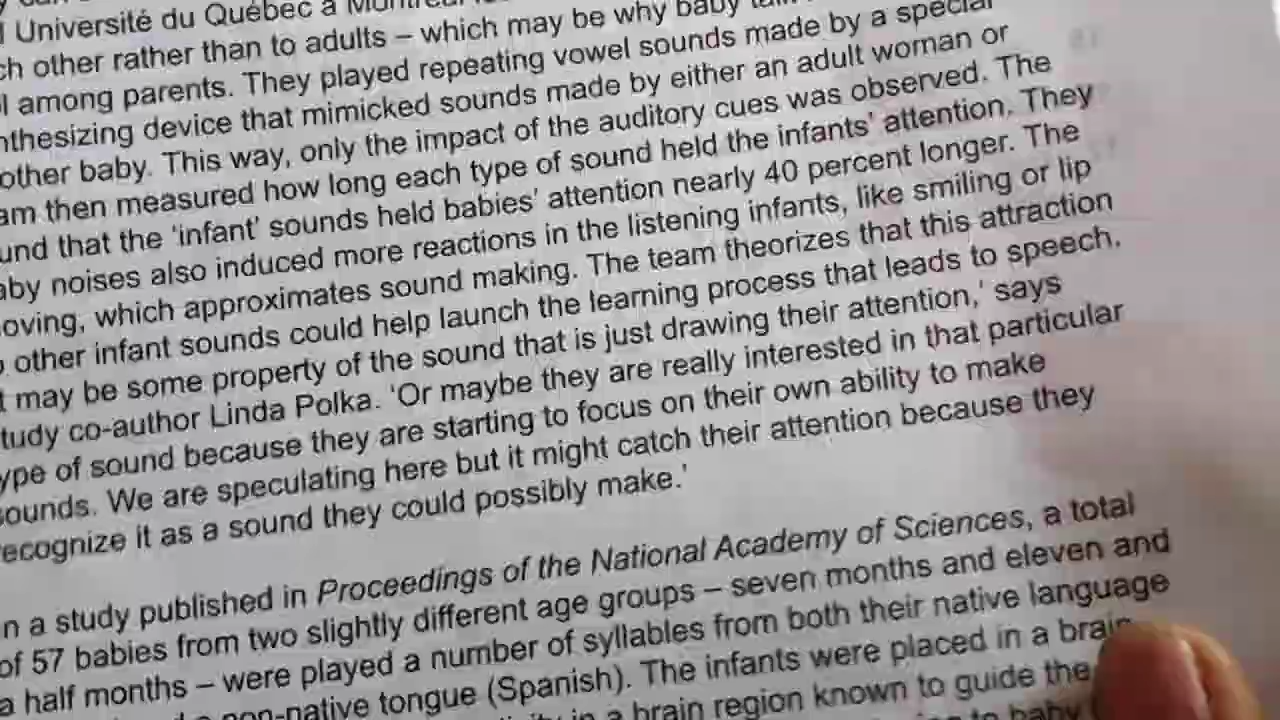 Université du Québec à
ch other rather than to adults – which may be why baby
l among parents. They played repeating vowel sounds made by a special
nthesizing device that mimicked sounds made by either an adult woman or
other baby. This way, only the impact of the auditory cues was observed. The
am then measured how long each type of sound held the infants' attention. They
und that the 'infant' sounds held babies' attention nearly 40 percent longer. The
aby noises also induced more reactions in the listening infants, like smiling or lip
oving, which approximates sound making. The team theorizes that this attraction
o other infant sounds could help launch the learning process that leads to speech.
t may be some property of the sound that is just drawing their attention,' says
tudy co-author Linda Polka. 'Or maybe they are really interested in that particular
ype of sound because they are starting to focus on their own ability to make
sounds. We are speculating here but it might catch their attention because they
ecognize it as a sound they could possibly make.'
n a study published in Proceedings of the National Academy of Sciences, a total
of 57 babies from two slightly different age groups – seven months and eleven and
a half months – were played a number of syllables from both their native language
non-native tongue (Spanish). The infants were placed in a brain
in a brain region known to guide the
to baby